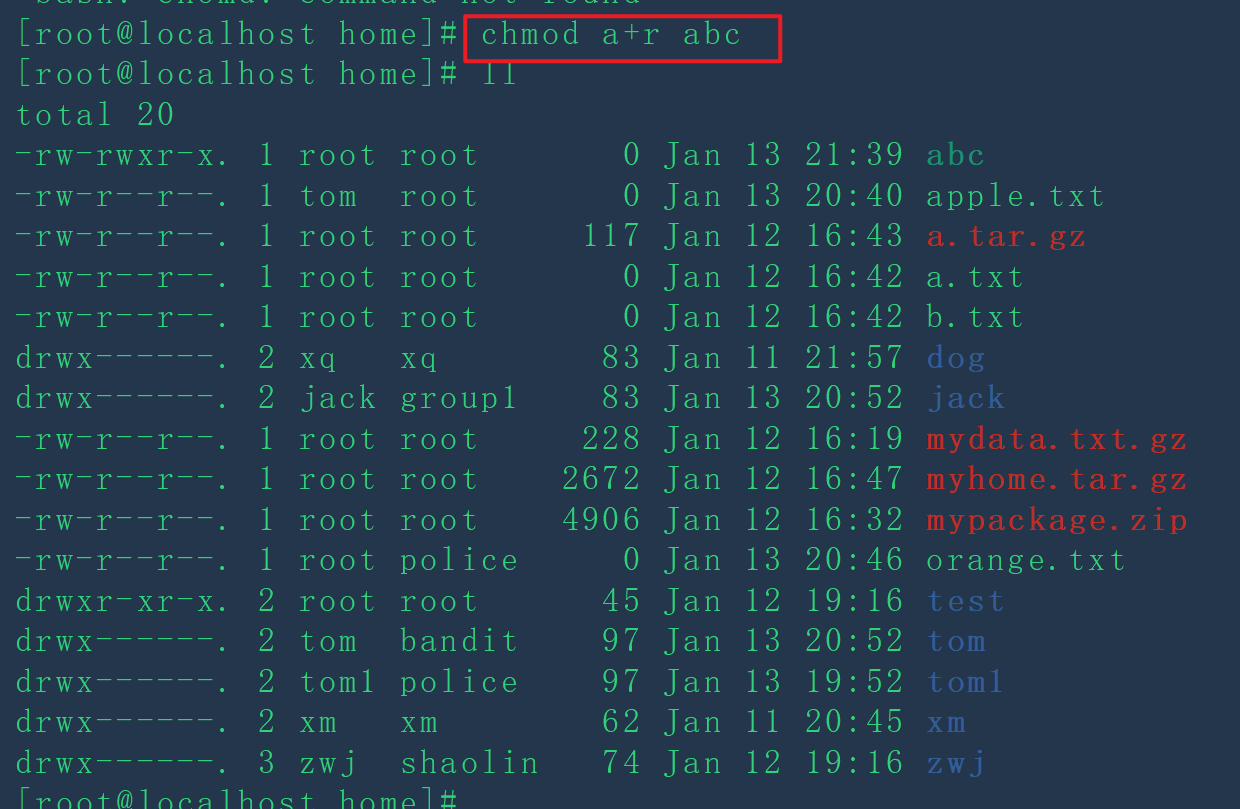 -bash: chomd: command not found
[root@localhost home]# chmod a+r abc
[root@localhost home]# ll
total 20
-rw-rwxr-x. 1 root root 0 Jan 13 21:39 abc
-rw-r--r--. 1 tom root 0 Jan 13 20:40 apple.txt
-rw-r--r--. 1 root root 117 Jan 12 16:43 a.tar.gz
-rw-r--r--. 1 root root 0 Jan 12 16:42 a.txt
-rw-r--r--. 1 root root 0 Jan 12 16:42 b.txt
drwx------. 2 xq xq 83 Jan 11 21:57 dog
drwx------. 2 jack group1 83 Jan 13 20:52 jack
-rw-r--r--. 1 root root 228 Jan 12 16:19 mydata.txt.gz
-rw-r--r--. 1 root root 2672 Jan 12 16:47 myhome.tar.gz
-rw-r--r--. 1 root root 4906 Jan 12 16:32 mypackage.zip
-rw-r--r--. 1 root police 0 Jan 13 20:46 orange.txt
drwxr-xr-x. 2 root root 45 Jan 12 19:16 test
drwx------. 2 tom bandit 97 Jan 13 20:52 tom
drwx------. 2 tom1 police 97 Jan 13 19:52 tom1
drwx------. 2 xm xm 62 Jan 11 20:45 xm
drwx------. 3 zwj shaolin 74 Jan 12 19:16 zwj
[root@localhost home]#